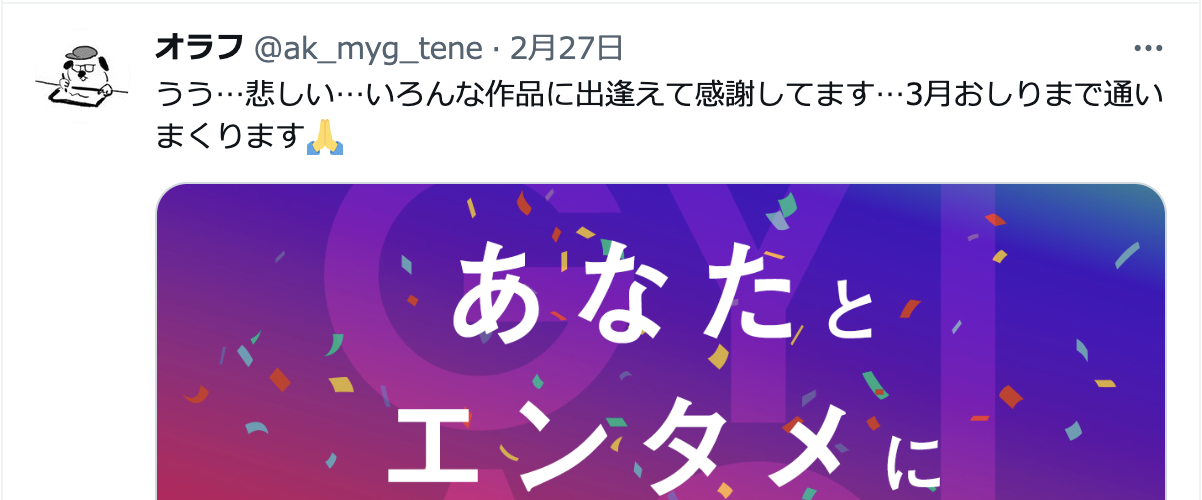 オラフ @ak_myg_tene · 2月27日
うう…悲しい…いろんな作品に出逢えて感謝してます…3月おしりまで通い
まくります🙏
あなたと
エンタメに